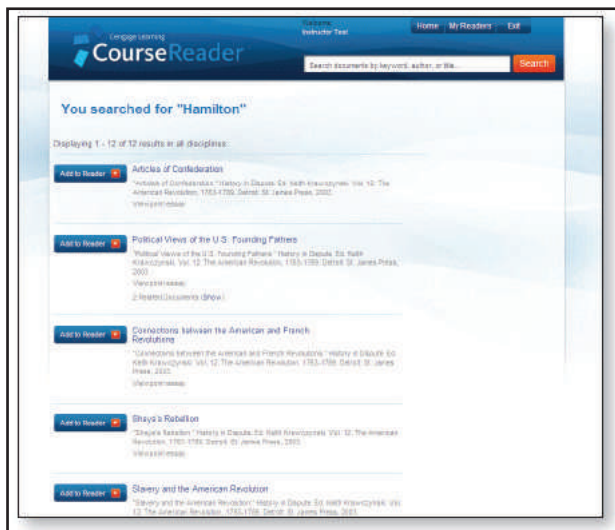 Welcome
Instructor Test
Home My Readers Exit
Cengage Learning
CourseReader
Search documents by keyword, author, or title...
Search
You searched for "Hamilton"
Displaying 1 - 12 of 12 results in all disciplines:
Add to Reader
Articles of Confederation
"Articles of Confederation." History in Dispute. Ed. Keith Krawczynski. Vol. 12: The
American Revolution, 1763-1789. Detroit: St. James Press, 2003.
Viewpoint essay
Add to Reader
Political Views of the U.S. Founding Fathers
"Political Views of the U.S. Founding Fathers." History in Dispute. Ed. Keith
Krawczynski. Vol. 12: The American Revolution, 1763-1789. Detroit: St. James Press,
2003.
Viewpoint essay
2 Related Documents (Show)
Add to Reader
Connections between the American and French
Revolutions
"Connections between the American and French Revolutions." History in Dispute. Ed.
Keith Krawczynski. Vol. 12: The American Revolution, 1763-1789. Detroit: St. James
Press, 2003.
Viewpoint essay
Add to Reader
Shays's Rebellion
"Shays's Rebellion." History in Dispute. Ed. Keith Krawczynski. Vol. 12: The American
Revolution, 1763-1789. Detroit: St. James Press, 2003.
Viewpoint essay
Add to Reader
Slavery and the American Revolution
"Slavery and the American Revolution." History in Dispute. Ed. Keith Krawczynski. Vol.
12: The American Revolution, 1763-1789. Detroit: St. James Press, 2003.